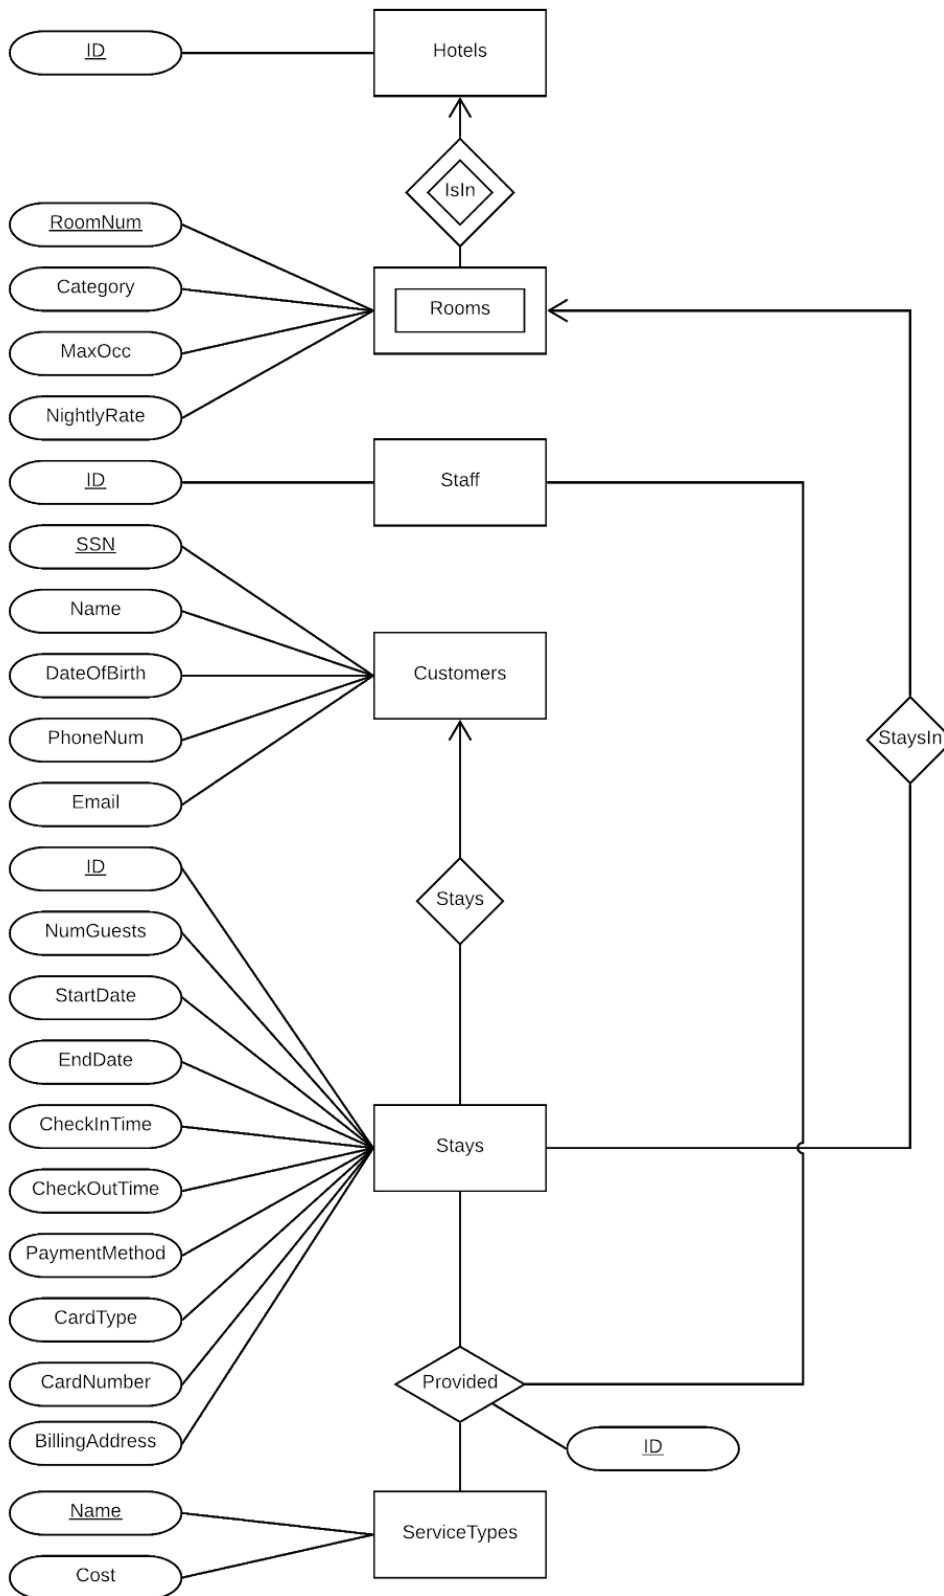 ID
Hotels
IsIn
RoomNum
Category
MaxOcc
NightlyRate
Rooms
ID
Staff
SSN
Name
DateOfBirth
PhoneNum
Email
Customers
StaysIn
Stays
ID
NumGuests
StartDate
EndDate
CheckInTime
CheckOutTime
PaymentMethod
CardType
CardNumber
BillingAddress
Stays
Provided
ID
Name
Cost
ServiceTypes